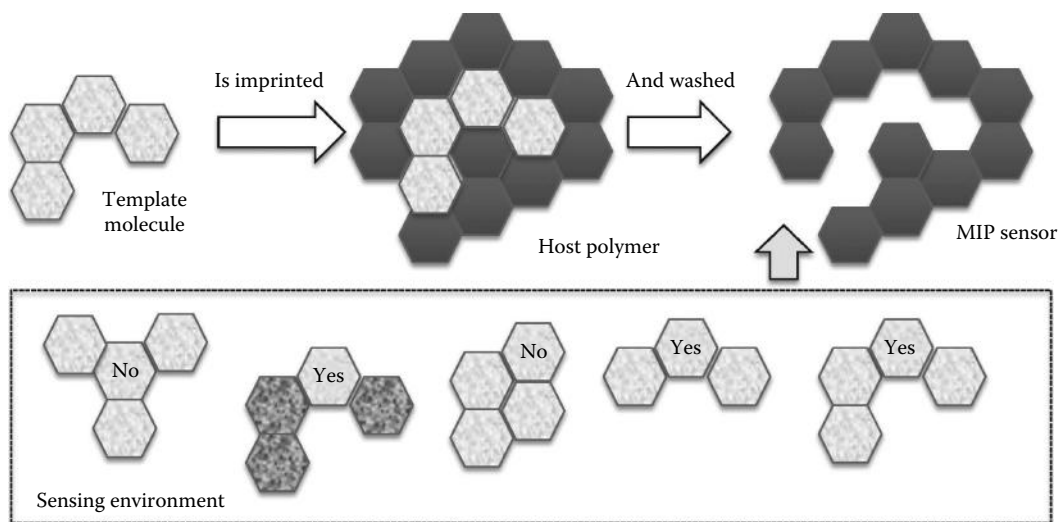 Is imprinted
And washed
Template
molecule
Host polymer
MIP sensor
No
Yes
No
Yes
Yes
Sensing environment